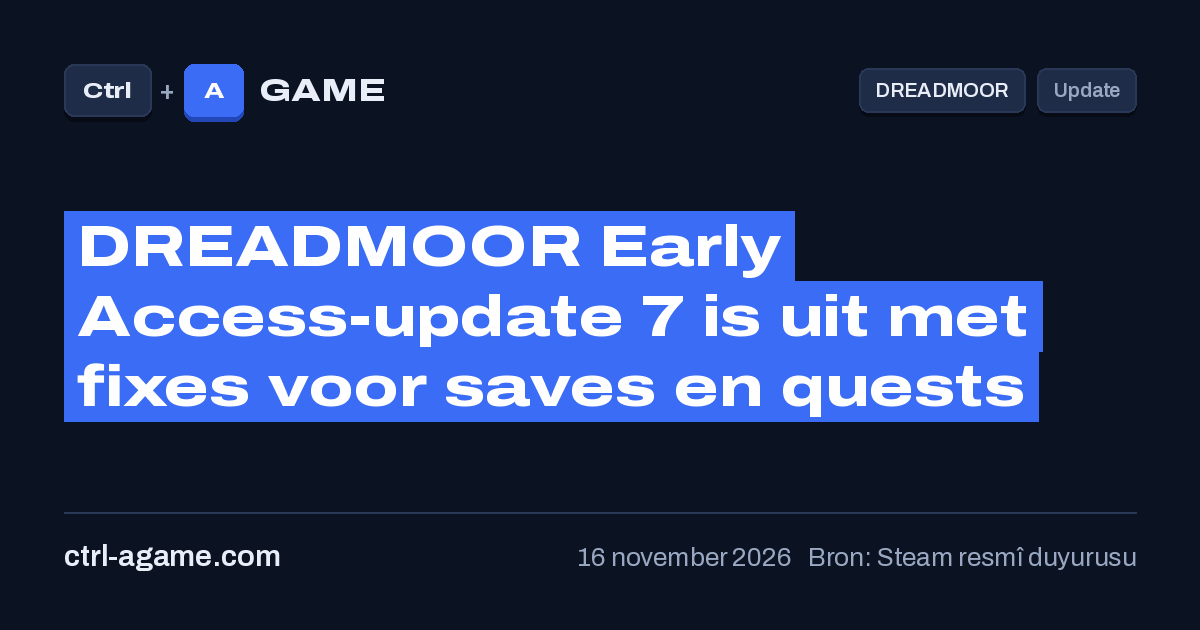 Ctrl + A GAME
DREADMOOR Update
DREADMOOR Early
Access-update 7 is uit met
fixes voor saves en quests
ctrl-agame.com
16 november 2026 Bron: Steam resmî duyurusu